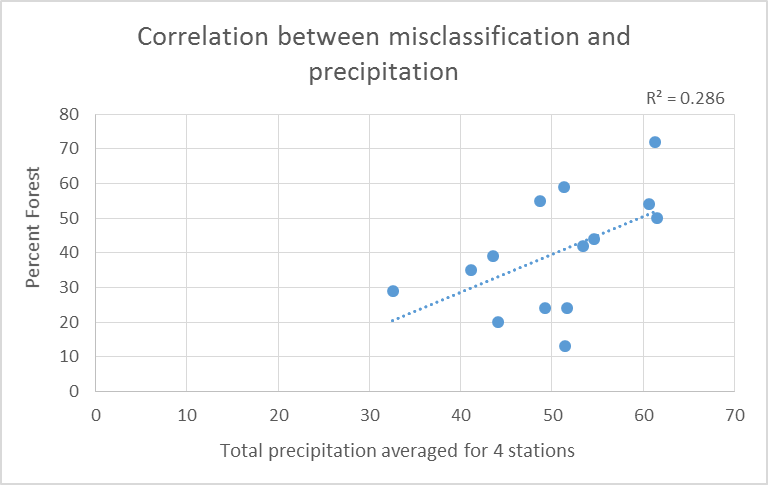 Correlation between misclassification and
precipitation
R² = 0.286
Percent Forest
80
70
60
50
40
30
20
10
0
0 10 20 30 40 50 60 70
Total precipitation averaged for 4 stations